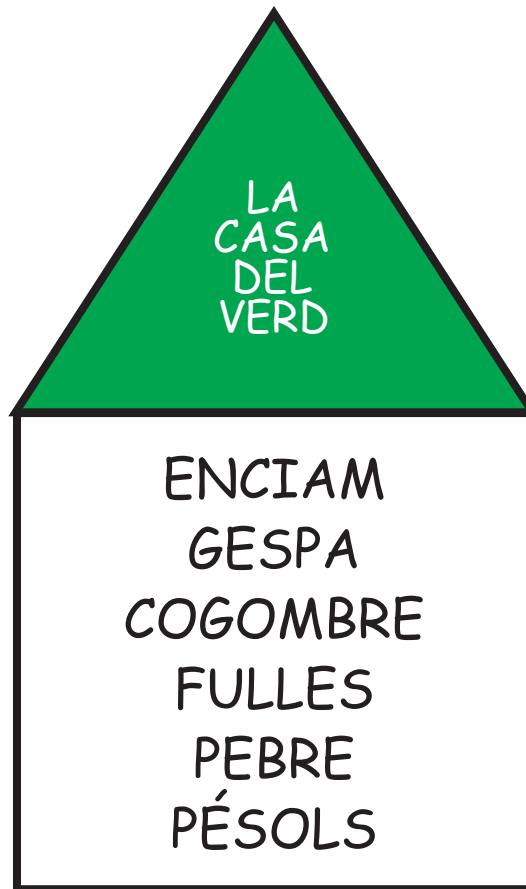 LA
CASA
DEL
VERD
ENCIAM
GESPA
COGOMBRE
FULLES
PEBRE
PÉSOLS